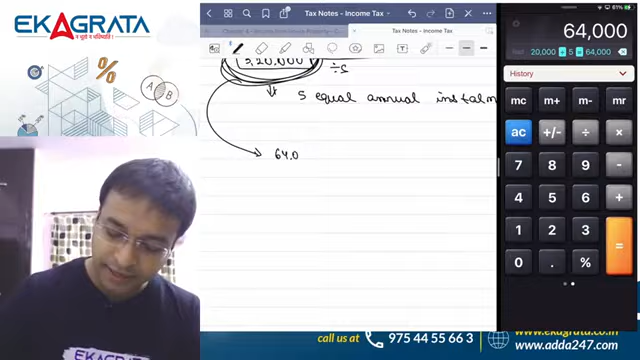 EKAGRATA
Tax Notes - Income Tax
Chapter 4 - Income from House Property - G
Tax Notes - Income Tax
3,20,000
÷5
5 equal annual instalm
64,0
A
B
%
EKAGRATA
64,000
20,000 ÷ 5 = 64,000
History
mc m+ m- mr
ac +/- ÷ ×
7 8 9 -
4 5 6 +
1 2 3 =
0 . %
call us at 975 44 55 66 3
www.ekagrata.com
www.adda247.com